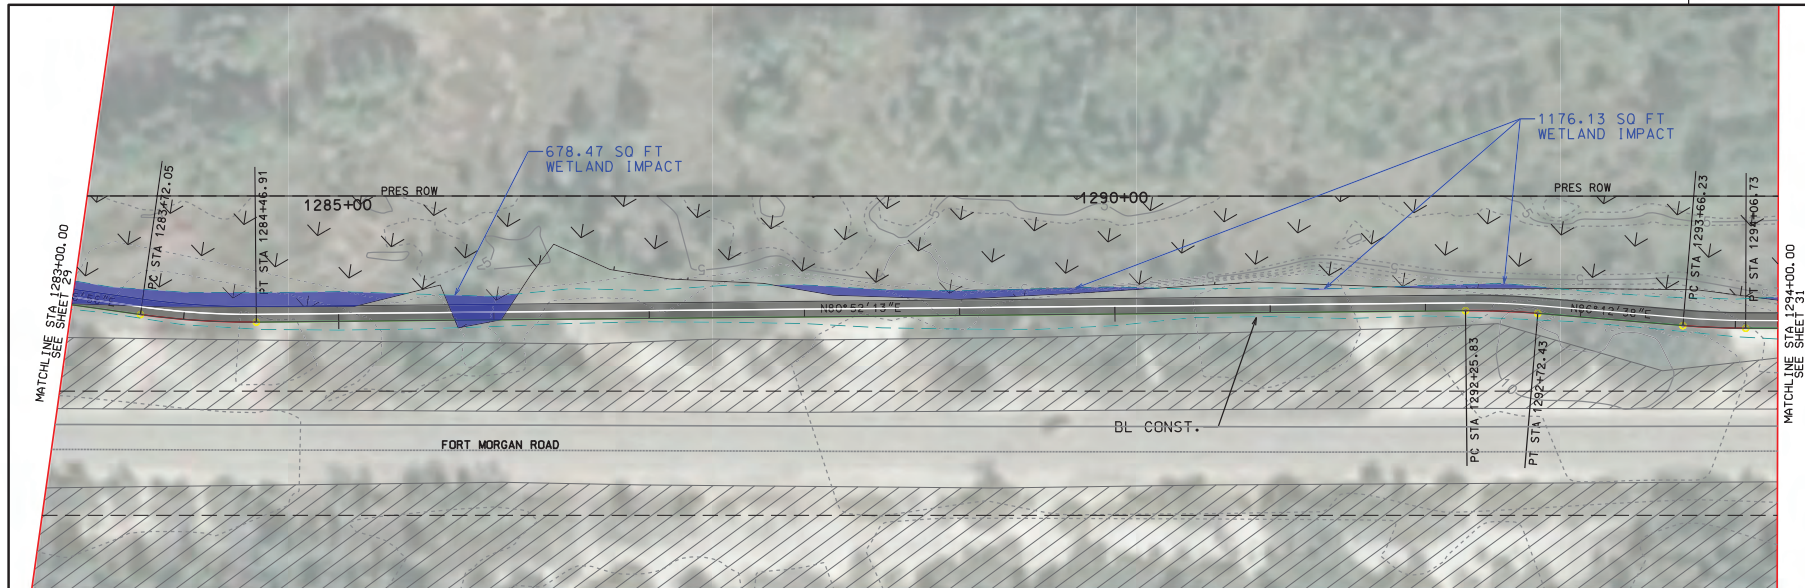 1176.13 SQ FT
WETLAND IMPACT
678.47 SQ FT
WETLAND IMPACT
PRES ROW
PRES ROW
1285+00
1290+00
PC STA 1283+72.05
PT STA 1284+46.91
PC STA 1293+66.23
PT STA 1294+06.73
MATCHLINE STA 1283+00.00
SEE SHEET 29
MATCHLINE STA 1294+00.00
SEE SHEET 31
N80°52'13"E
PC STA 1292+25.83
PT STA 1292+72.43
10
BL CONST.
FORT MORGAN ROAD